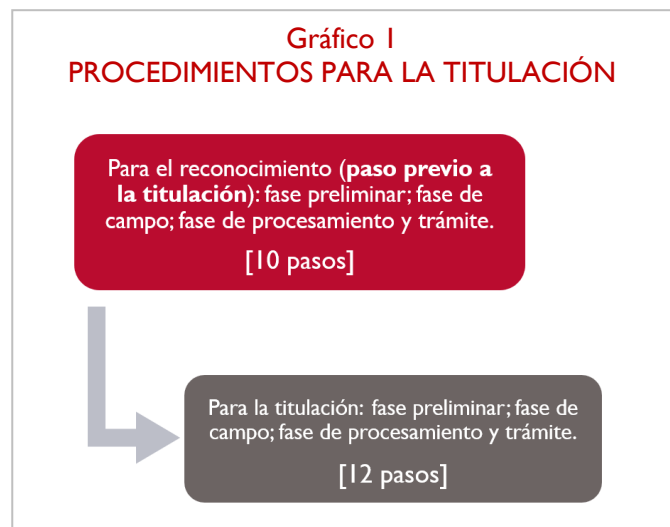 Gráfico 1
PROCEDIMIENTOS PARA LA TITULACIÓN
Para el reconocimiento (paso previo a
la titulación): fase preliminar; fase de
campo; fase de procesamiento y trámite.
[10 pasos]
Para la titulación: fase preliminar; fase de
campo; fase de procesamiento y trámite.
[12 pasos]